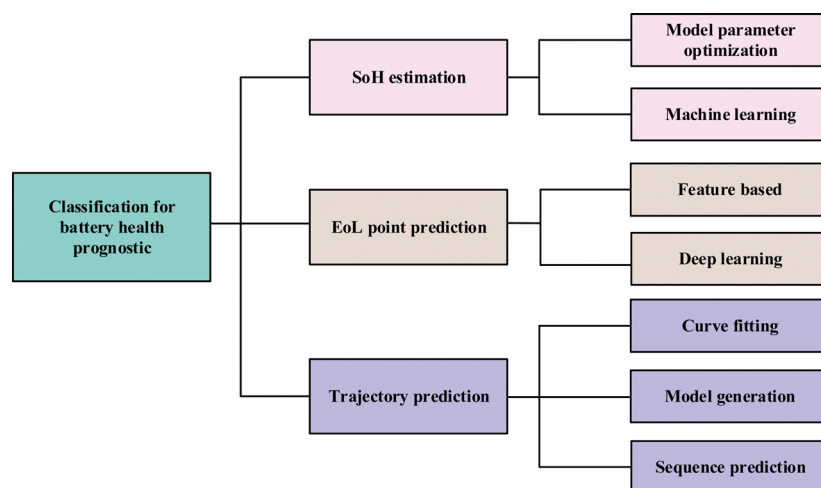 Classification for
battery health
prognostic
SoH estimation
Model parameter
optimization
Machine learning
EoL point prediction
Feature based
Deep learning
Trajectory prediction
Curve fitting
Model generation
Sequence prediction